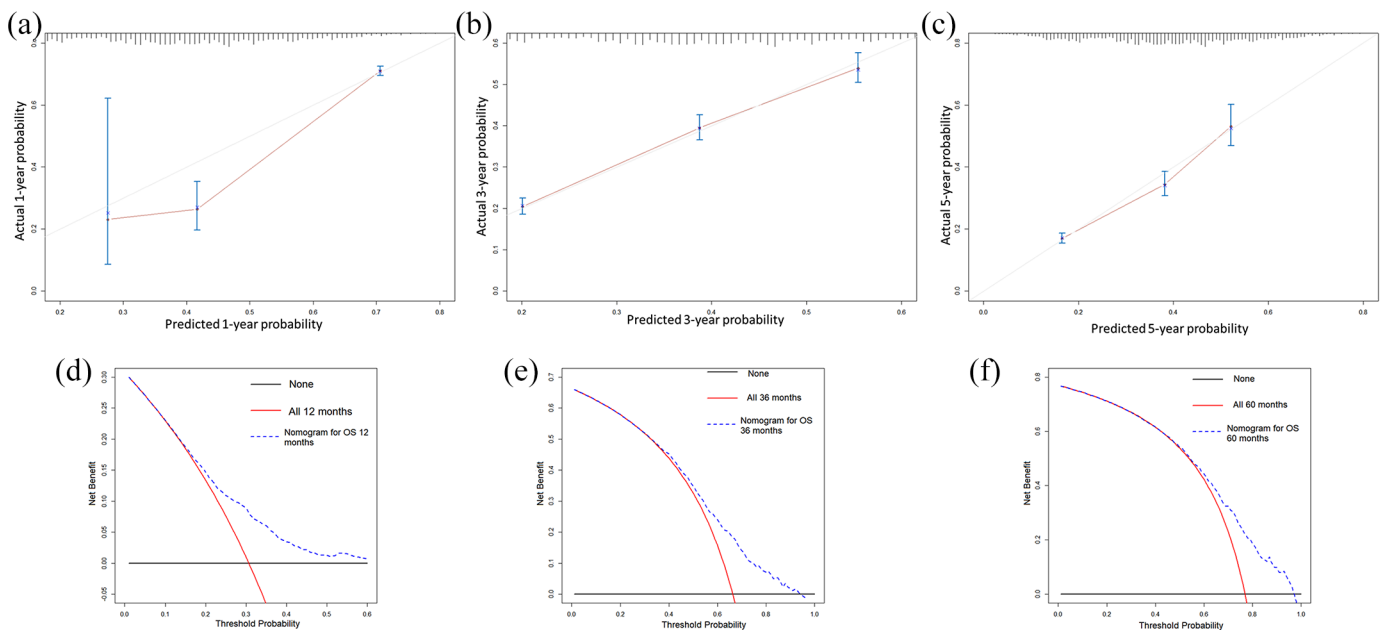 (a)
Actual 1-year probability
0.0
0.2
0.4
0.6
0.8
0.2
0.3
0.4
0.5
0.6
0.7
0.8
Predicted 1-year probability
(b)
Actual 3-year probability
0.0
0.1
0.2
0.3
0.4
0.5
0.6
0.2
0.3
0.4
0.5
0.6
Predicted 3-year probability
(c)
Actual 5-year probability
0.0
0.2
0.4
0.6
0.8
0.0
0.2
0.4
0.6
0.8
Predicted 5-year probability
(d)
Net Benefit
-0.05
0.00
0.05
0.10
0.15
0.20
0.25
0.30
None
All 12 months
Nomogram for OS 12
months
0.0
0.1
0.2
0.3
0.4
0.5
0.6
Threshold Probability
(e)
Net Benefit
0.0
0.1
0.2
0.3
0.4
0.5
0.6
0.7
None
All 36 months
Nomogram for OS
36 months
0.0
0.2
0.4
0.6
0.8
1.0
Threshold Probability
(f)
Net Benefit
0.0
0.2
0.4
0.6
0.8
None
All 60 months
Nomogram for OS
60 months
0.0
0.2
0.4
0.6
0.8
1.0
Threshold Probability